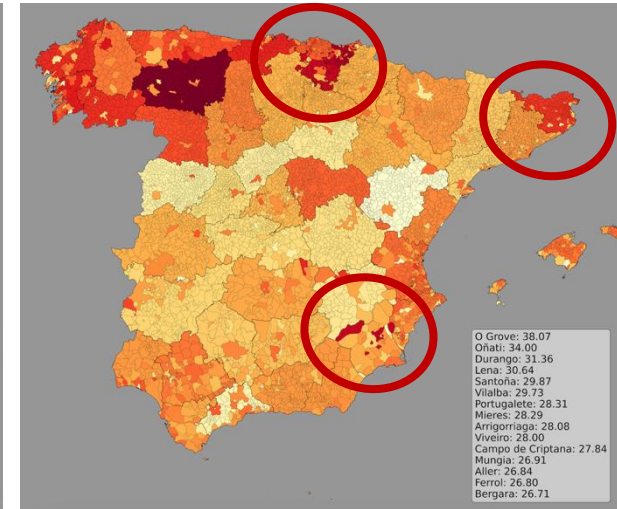 O Grove: 38.07
Oñati: 34.00
Durango: 31.36
Lena: 30.64
Santoña: 29.87
Vilalba: 29.73
Portugalete: 28.31
Mieres: 28.29
Arrigorriaga: 28.08
Viveiro: 28.00
Campo de Criptana: 27.84
Mungia: 26.91
Aller: 26.84
Ferrol: 26.80
Bergara: 26.71